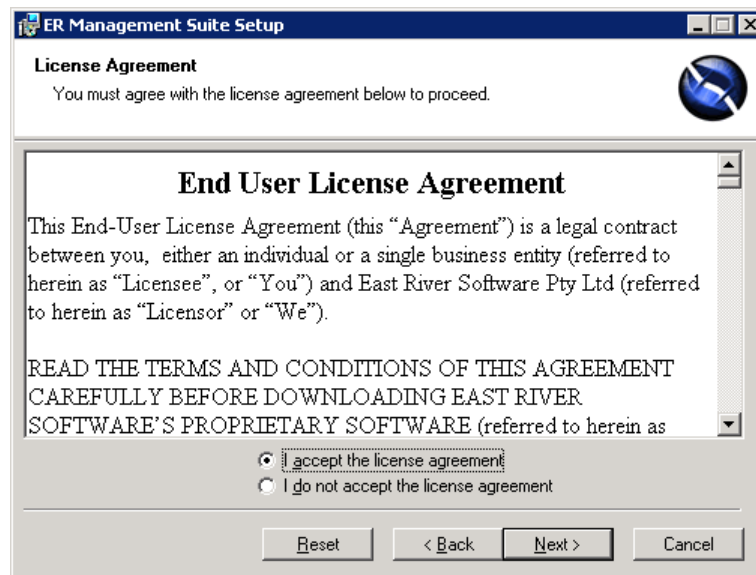 ER Management Suite Setup
License Agreement
You must agree with the license agreement below to proceed.
End User License Agreement
This End-User License Agreement (this “Agreement”) is a legal contract
between you,  either an individual or a single business entity (referred to
herein as “Licensee”, or “You”) and East River Software Pty Ltd (referred
to herein as “Licensor” or “We”).
READ THE TERMS AND CONDITIONS OF THIS AGREEMENT
CAREFULLY BEFORE DOWNLOADING EAST RIVER
SOFTWARE’S PROPRIETARY SOFTWARE (referred to herein as
I accept the license agreement
I do not accept the license agreement
Reset < Back Next > Cancel